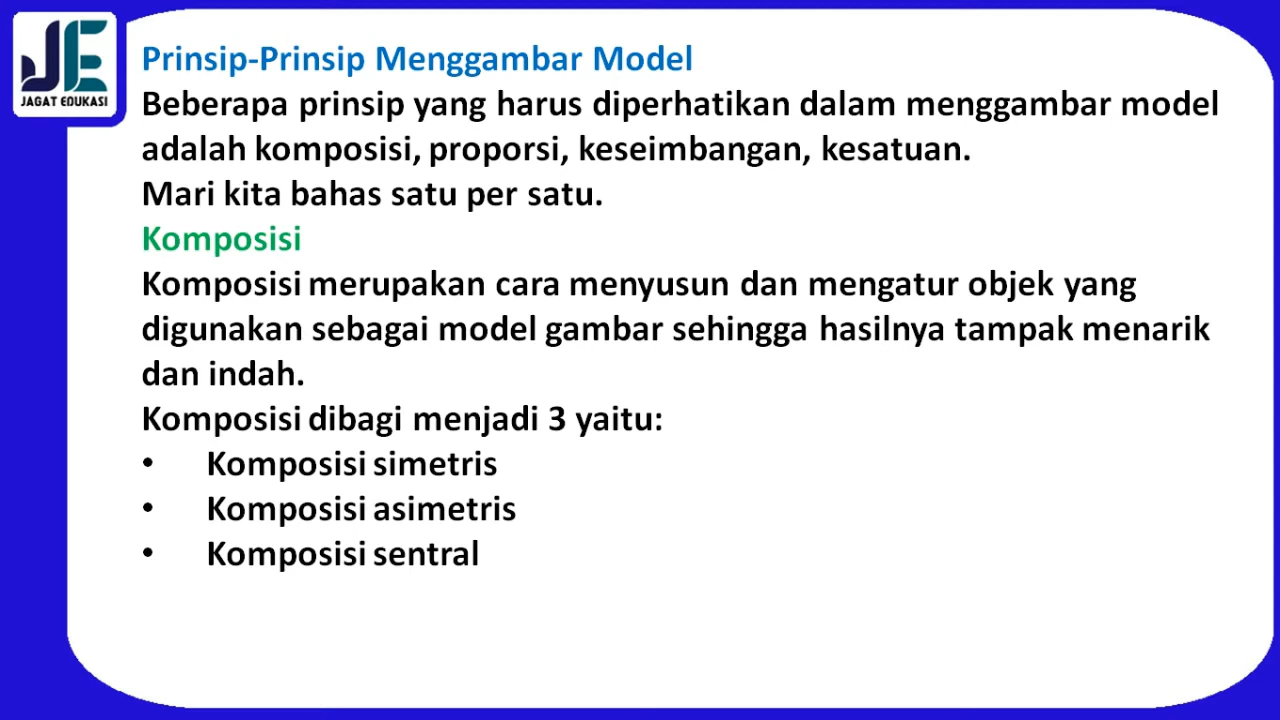 JE
JAGAT EDUKASI
Prinsip-Prinsip Menggambar Model
Beberapa prinsip yang harus diperhatikan dalam menggambar model
adalah komposisi, proporsi, keseimbangan, kesatuan.
Mari kita bahas satu per satu.
Komposisi
Komposisi merupakan cara menyusun dan mengatur objek yang
digunakan sebagai model gambar sehingga hasilnya tampak menarik
dan indah.
Komposisi dibagi menjadi 3 yaitu:
• Komposisi simetris
• Komposisi asimetris
• Komposisi sentral